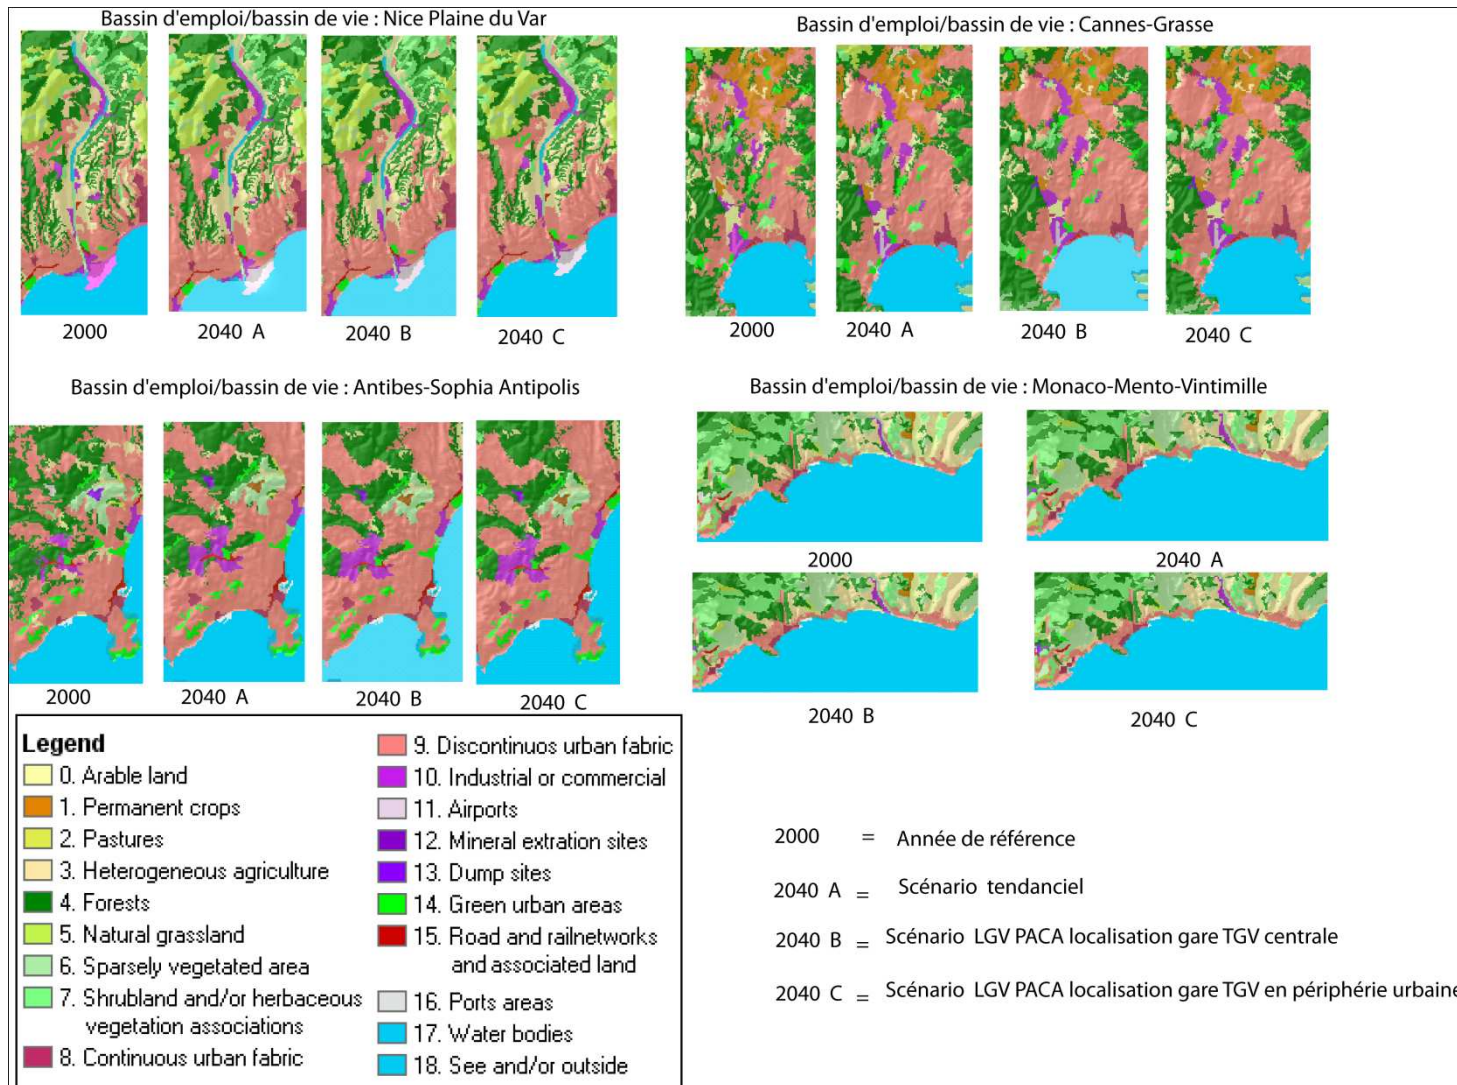 Bassin d'emploi/bassin de vie : Nice Plaine du Var
2000
2040 A
2040 B
2040 C
Bassin d'emploi/bassin de vie : Cannes-Grasse
2000
2040 A
2040 B
2040 C
Bassin d'emploi/bassin de vie : Antibes-Sophia Antipolis
2000
2040 A
2040 B
2040 C
Bassin d'emploi/bassin de vie : Monaco-Mento-Vintimille
2000
2040 A
2040 B
2040 C
Legend
0. Arable land
1. Permanent crops
2. Pastures
3. Heterogeneous agriculture
4. Forests
5. Natural grassland
6. Sparsely vegetated area
7. Shrubland and/or herbaceous
vegetation associations
8. Continuous urban fabric
9. Discontinuos urban fabric
10. Industrial or commercial
11. Airports
12. Mineral extration sites
13. Dump sites
14. Green urban areas
15. Road and railnetworks
and associated land
16. Ports areas
17. Water bodies
18. See and/or outside
2000 = Année de référence
2040 A = Scénario tendanciel
2040 B = Scénario LGV PACA localisation gare TGV centrale
2040 C = Scénario LGV PACA localisation gare TGV en périphérie urbaine